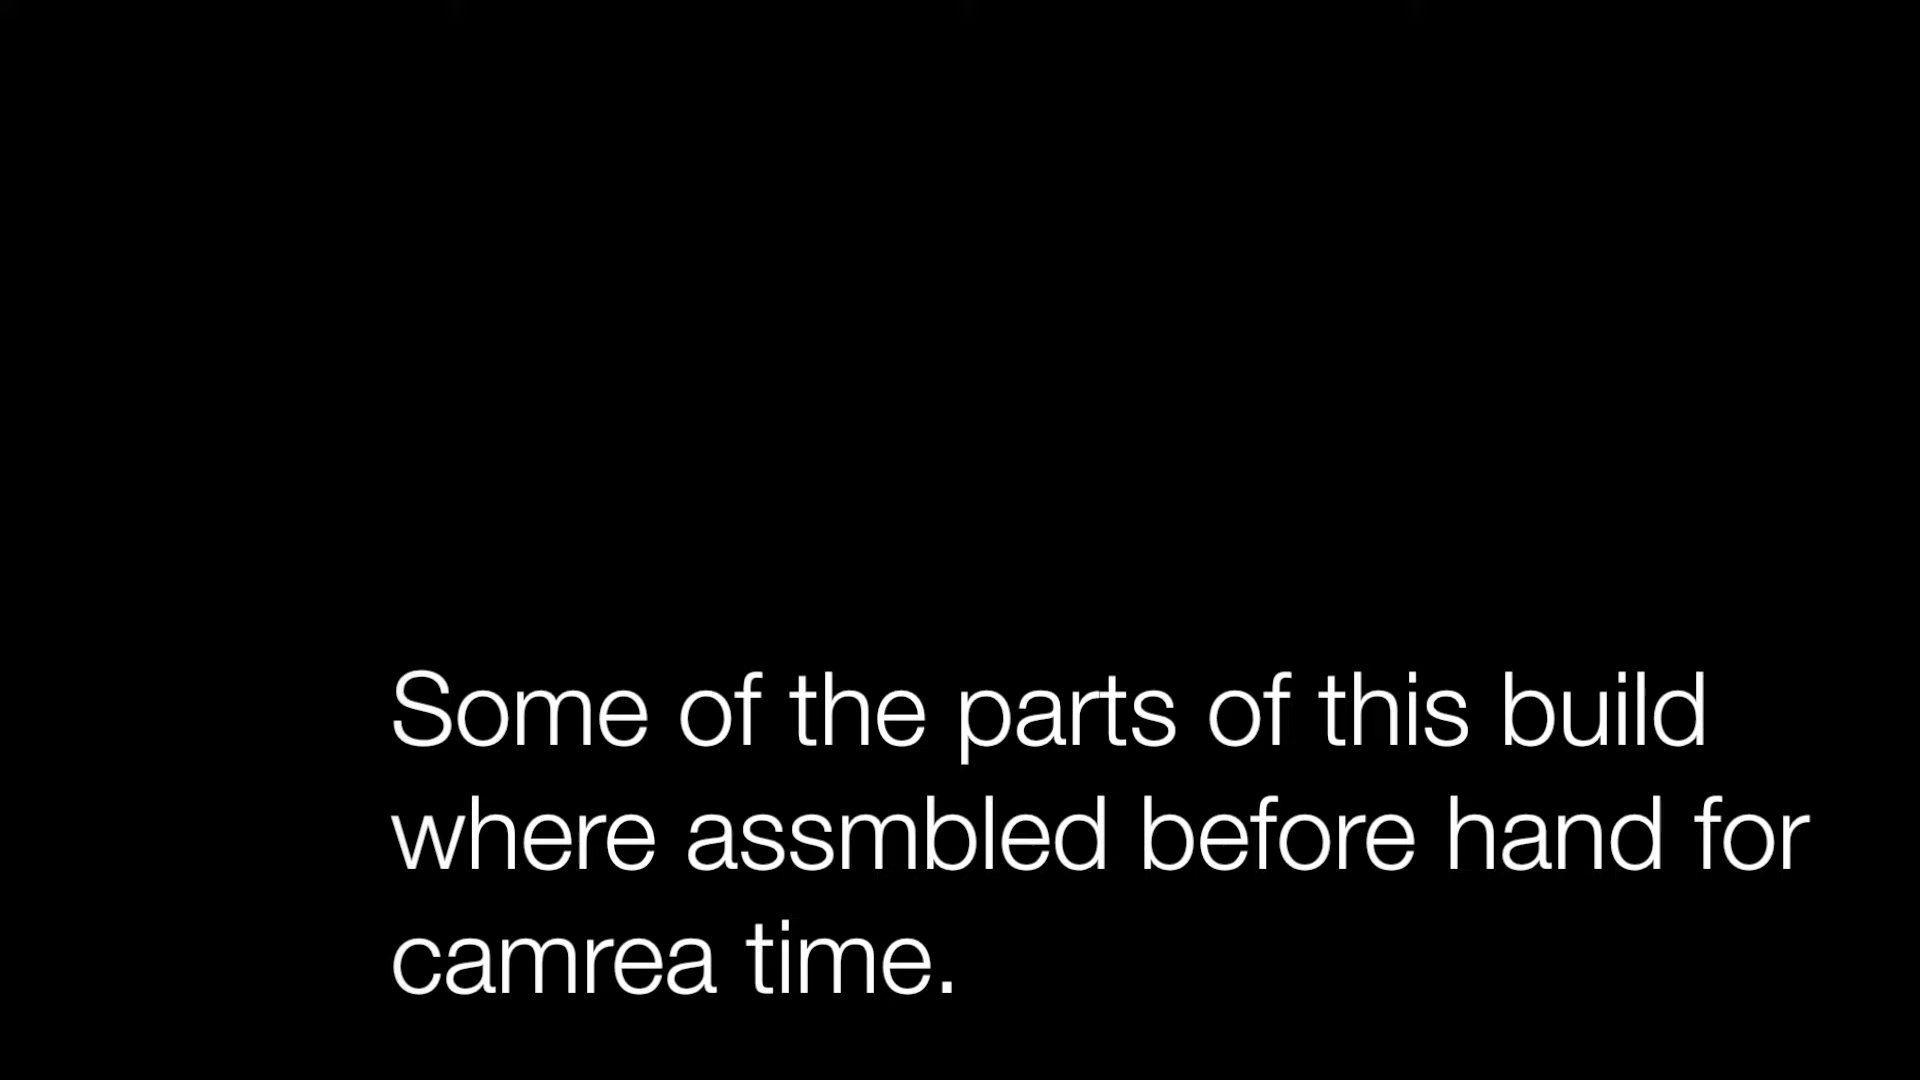 Some of the parts of this build
where assmbled before hand for
camrea time.